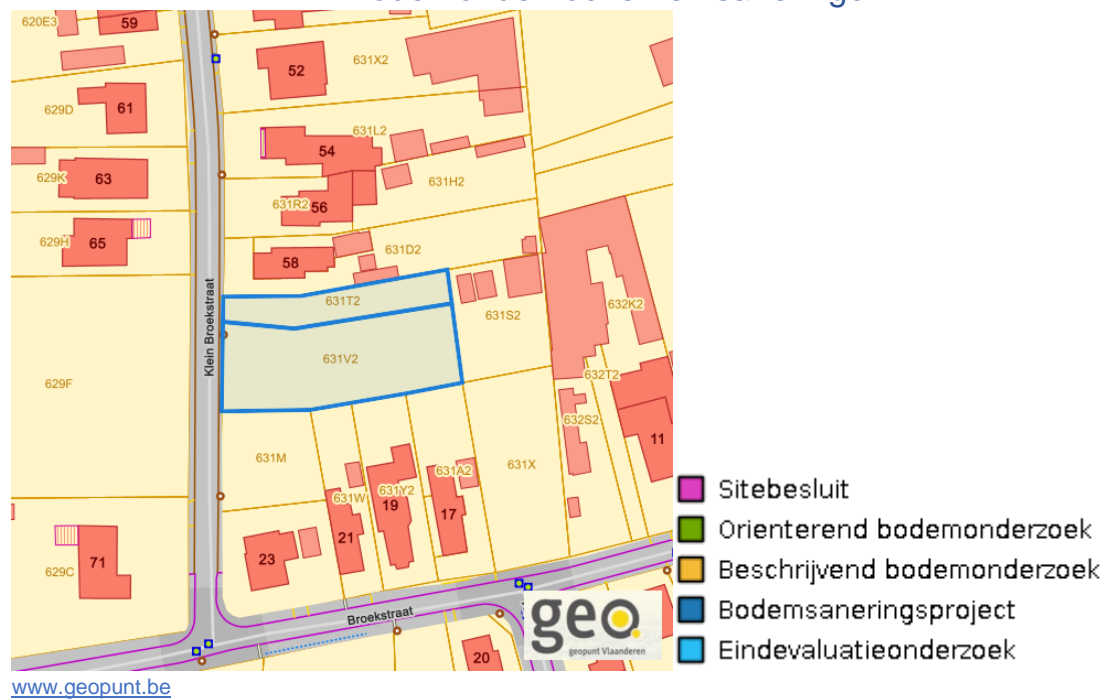 620E3
59
52
631X2
629D
61
631L2
54
629K
63
631H2
631R2
56
629H
65
631D2
58
Klein Broekstraat
631T2
631S2
632K2
631V2
629F
632T2
632S2
11
631M
631A2
631X
631W
631Y2
19
17
21
23
71
629C
Broekstraat
20
geo
geopunt Vlaanderen
Sitebesluit
Orienterend bodemonderzoek
Beschrijvend bodemonderzoek
Bodemsaneringsproject
Eindevaluatieonderzoek
www.geopunt.be